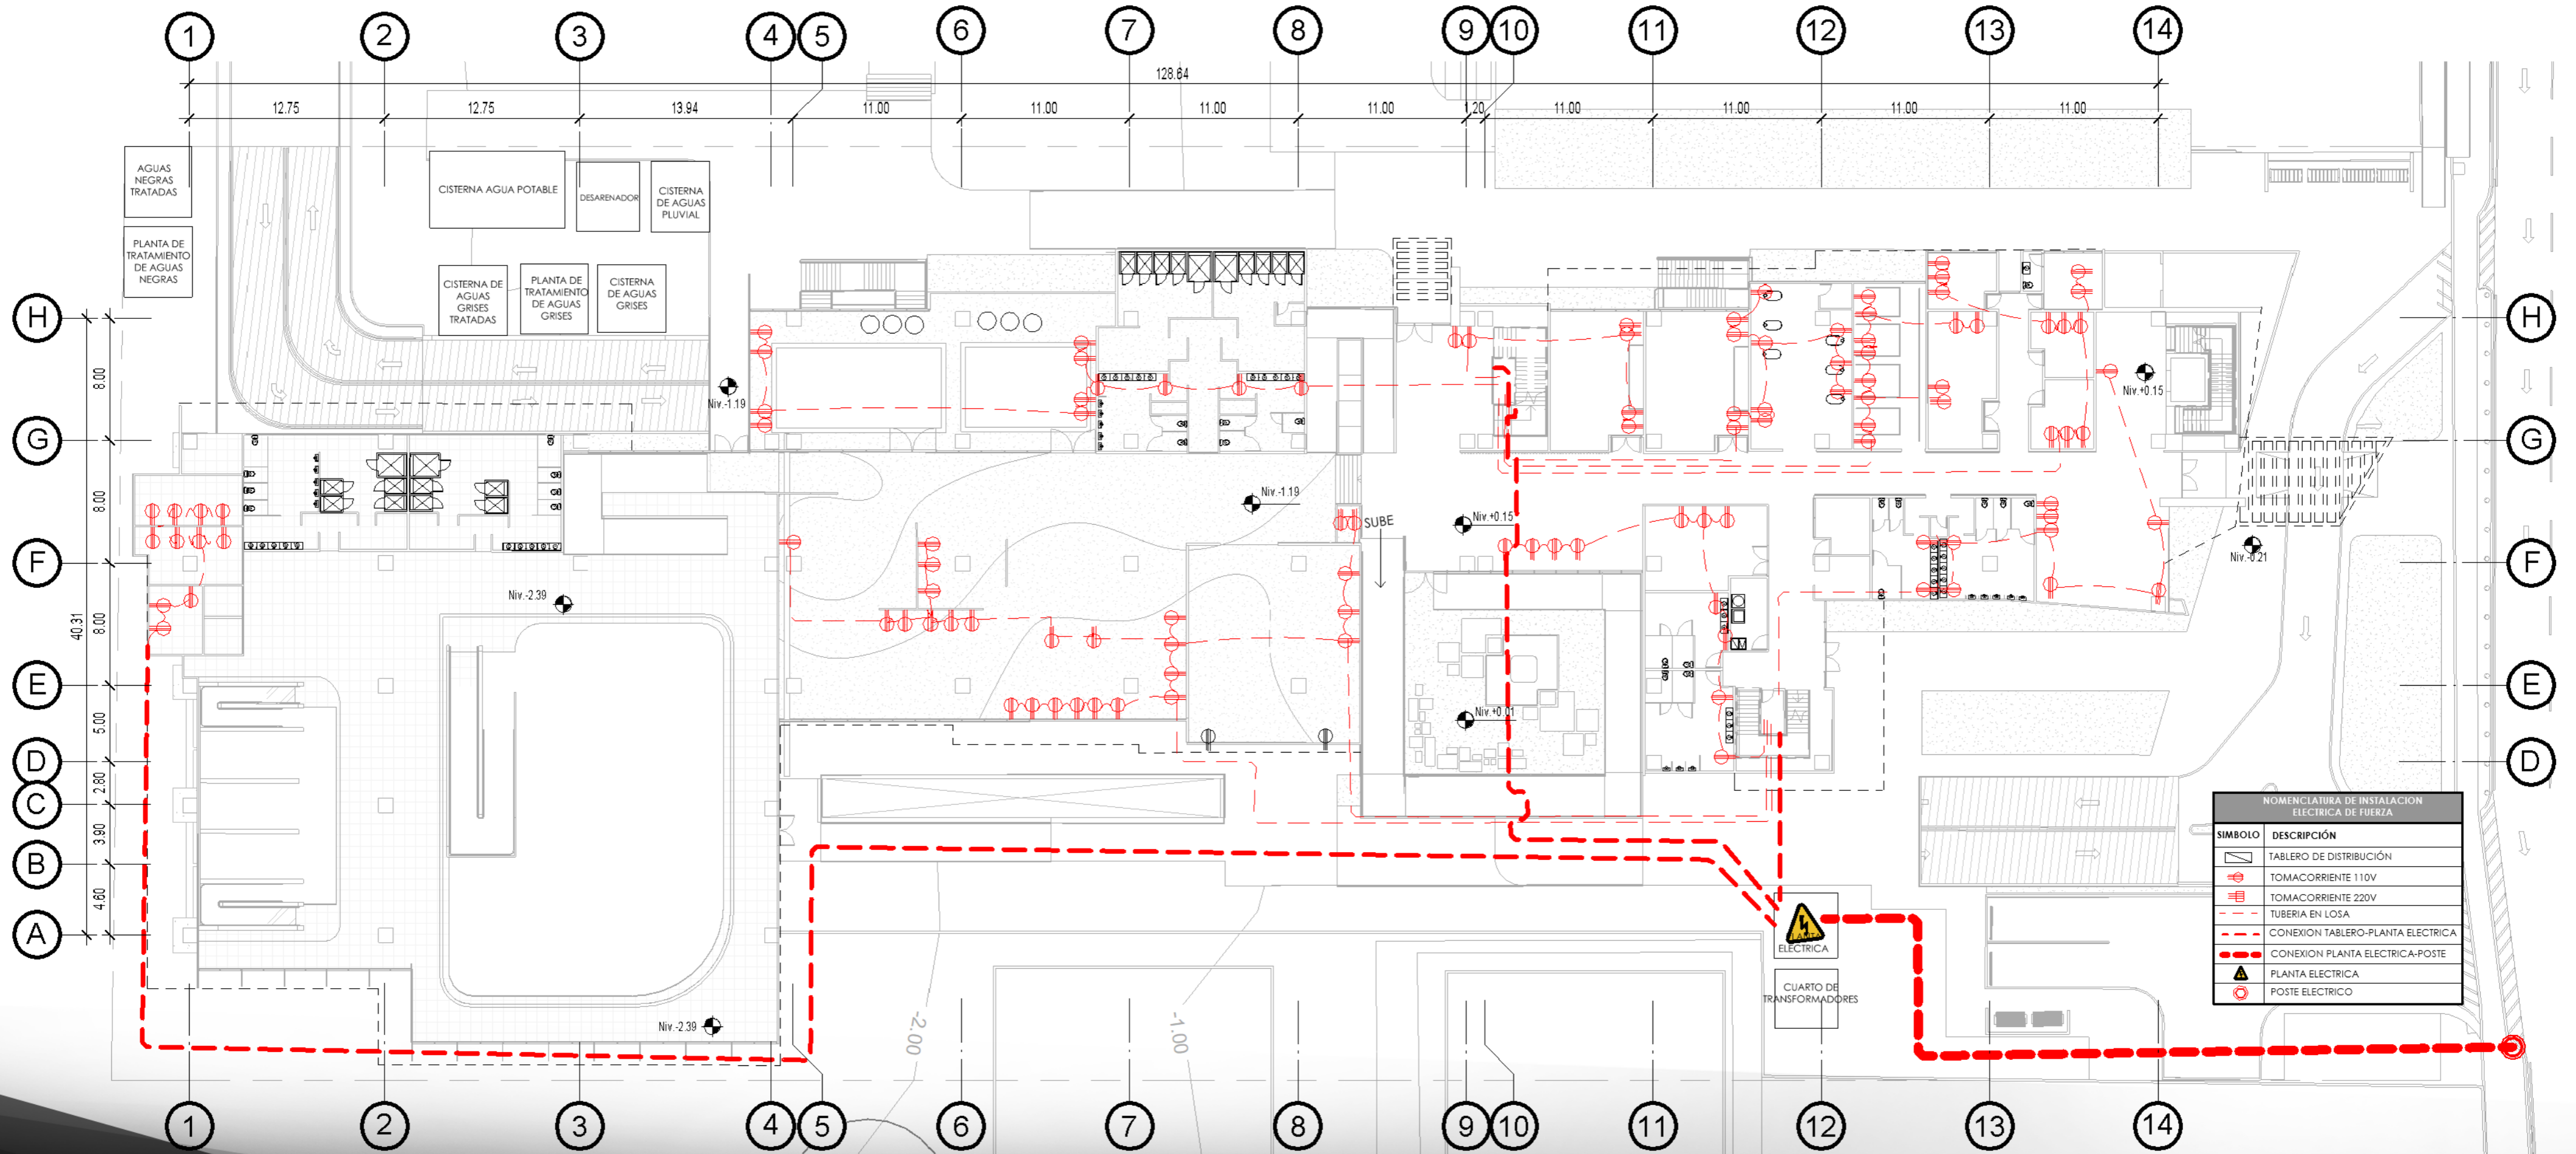 1 2 3 4 5 6 7 8 9 10 11 12 13 14
128.64
12.75 12.75 13.94 11.00 11.00 11.00 11.00 1.20 11.00 11.00 11.00 11.00
AGUAS
NEGRAS
TRATADAS
PLANTA DE
TRATAMIENTO
DE AGUAS
NEGRAS
CISTERNA AGUA POTABLE
DESARENADOR
CISTERNA
DE AGUAS
PLUVIAL
CISTERNA DE
AGUAS
GRISES
TRATADAS
PLANTA DE
TRATAMIENTO
DE AGUAS
GRISES
CISTERNA
DE AGUAS
GRISES
H
G
F
E
D
C
B
A
8.00
8.00
8.00
5.00
2.80
3.90
4.60
40.31
Niv.-1.19
Niv.-1.19
Niv.+0.15
Niv.+0.15
Niv.-0.21
SUBE
Niv.-2.39
Niv.+0.01
Niv.-2.39
-2.00
-1.00
H
G
F
E
D
PLANTA
ELECTRICA
CUARTO DE
TRANSFORMADORES
NOMENCLATURA DE INSTALACION
ELECTRICA DE FUERZA
SIMBOLO DESCRIPCIÓN
TABLERO DE DISTRIBUCIÓN
TOMACORRIENTE 110V
TOMACORRIENTE 220V
TUBERIA EN LOSA
CONEXION TABLERO-PLANTA ELECTRICA
CONEXION PLANTA ELECTRICA-POSTE
PLANTA ELECTRICA
POSTE ELECTRICO
1 2 3 4 5 6 7 8 9 10 11 12 13 14